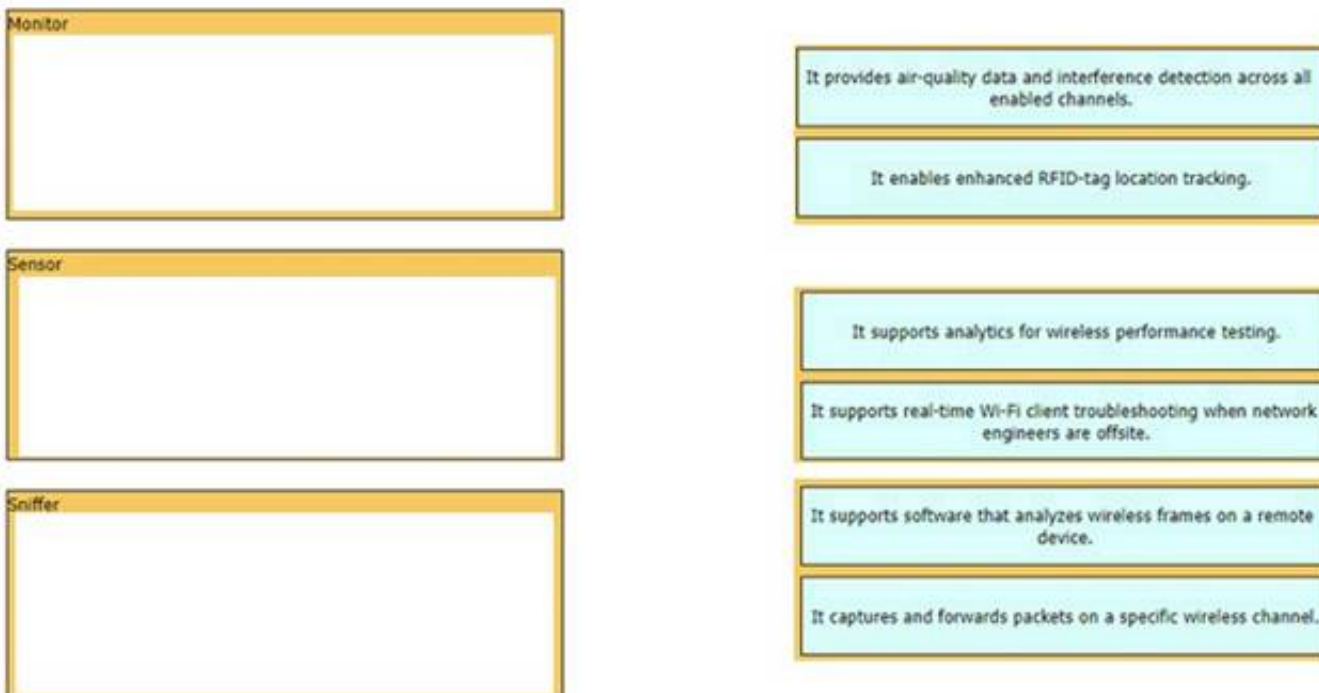 Monitor
Sensor
Sniffer
It provides air-quality data and interference detection across all
enabled channels.
It enables enhanced RFID-tag location tracking.
It supports analytics for wireless performance testing.
It supports real-time Wi-Fi client troubleshooting when network
engineers are offsite.
It supports software that analyzes wireless frames on a remote
device.
It captures and forwards packets on a specific wireless channel.